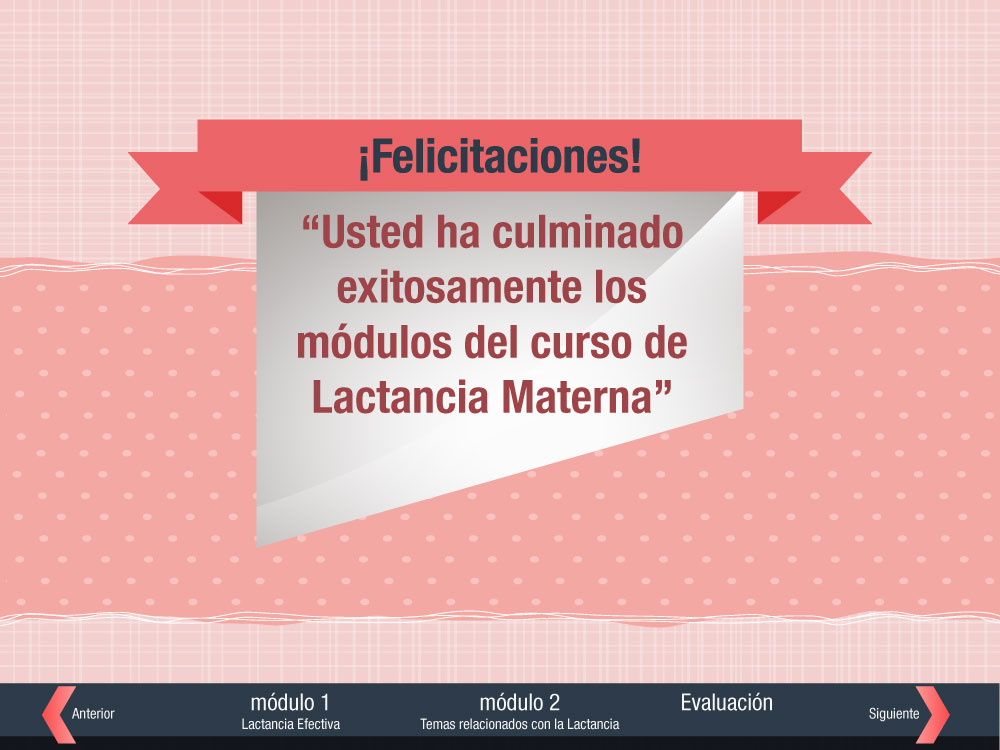 ¡Felicitaciones!
“Usted ha culminado
exitosamente los
módulos del curso de
Lactancia Materna”
Anterior
módulo 1
Lactancia Efectiva
módulo 2
Temas relacionados con la Lactancia
Evaluación
Siguiente